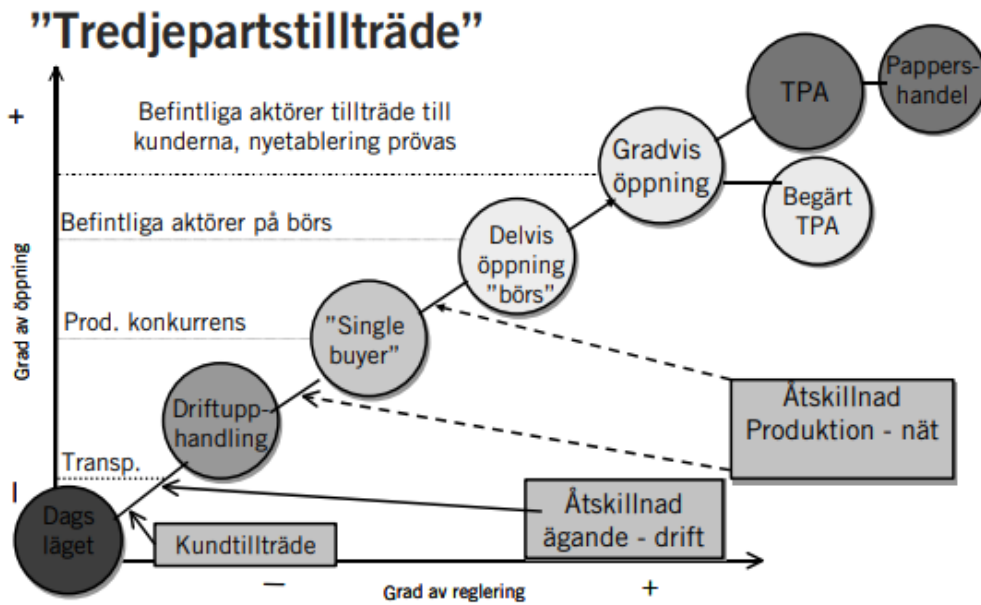 "Tredjepartstillträde"
+
Befintliga aktörer tillträde till
kunderna, nyetablering prövas
TPA
Pappers-
handel
Gradvis
öppning
Begärt
TPA
Befintliga aktörer på börs
Delvis
öppning
"börs"
Grad av öppning
Prod. konkurrens
"Single
buyer"
Åtskillnad
Produktion - nät
Driftupp-
handling
Transp.
–
Dags
läget
Kundtillträde
Åtskillnad
ägande - drift
–
Grad av reglering
+